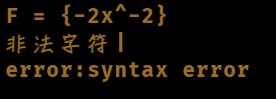 F = {-2x^-2}
非法字符|
error:syntax error